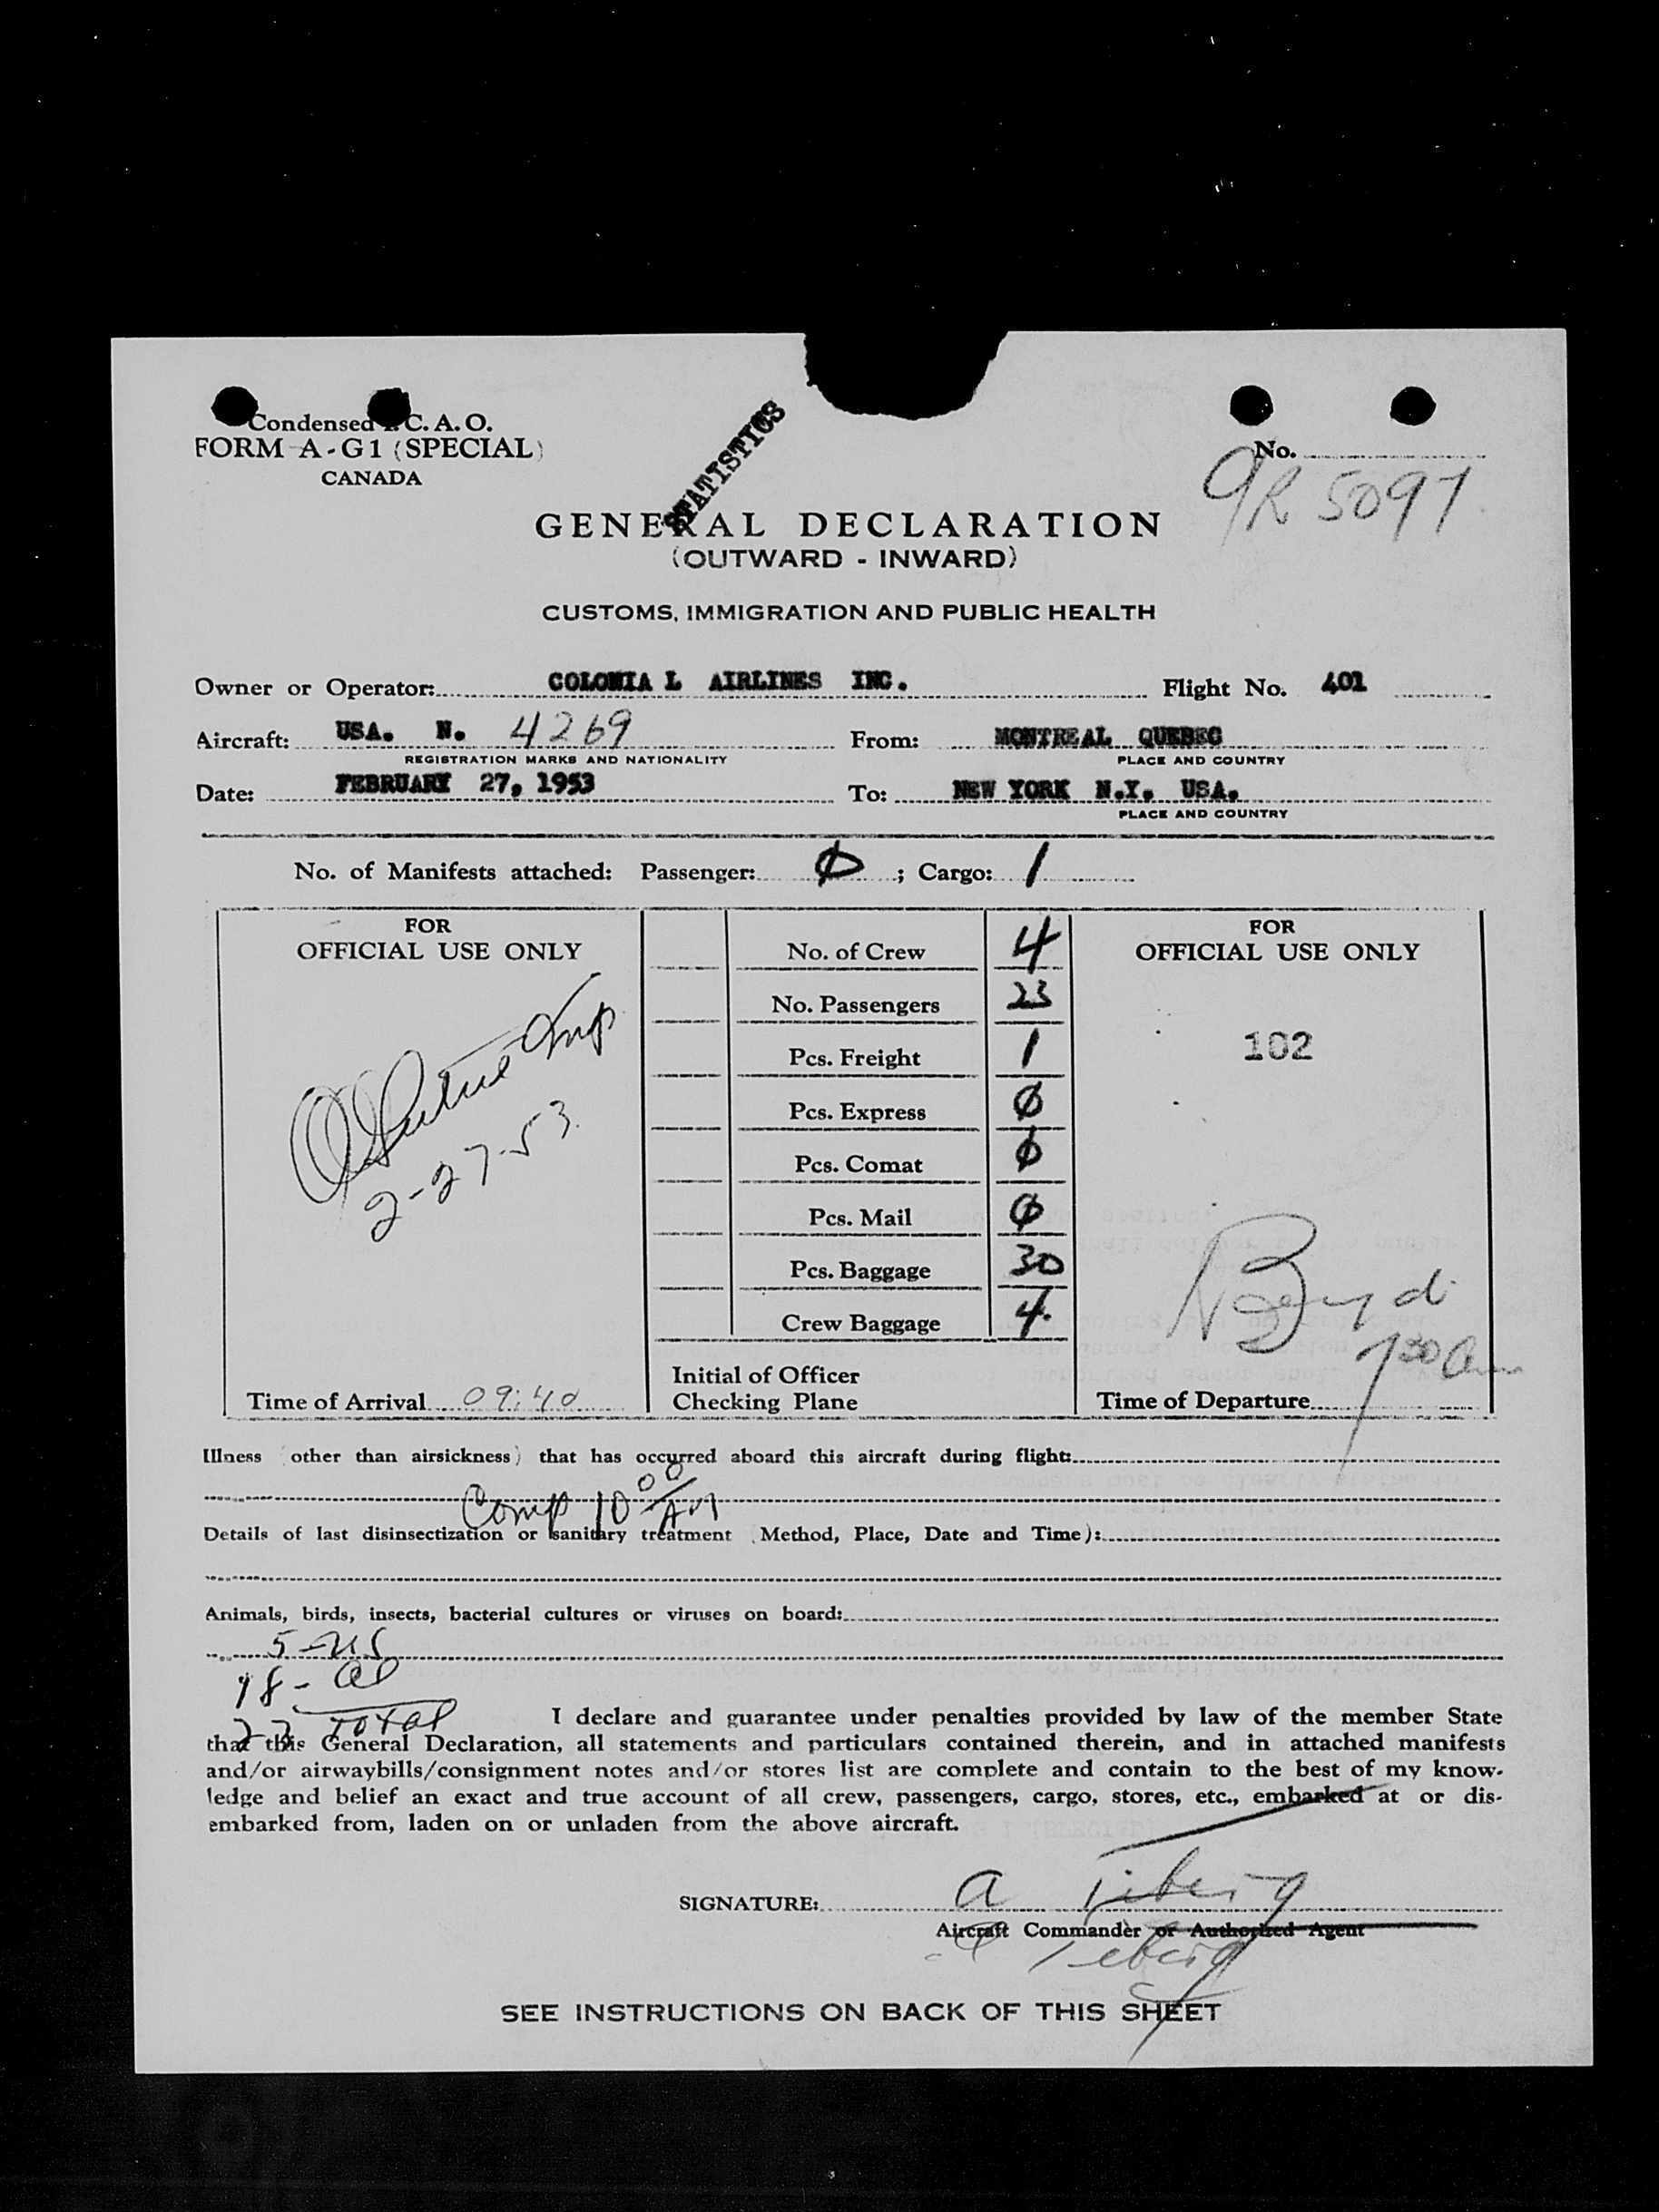 Condensed I.C.A.O.
FORM A-G1 (SPECIAL)
CANADA
No.
9R 5097
STATISTICS
GENERAL DECLARATION
(OUTWARD - INWARD)
CUSTOMS, IMMIGRATION AND PUBLIC HEALTH
Owner or Operator: COLONIA L AIRLINES INC. Flight No. 401
Aircraft: USA. N. 4269 From: MONTREAL QUEBEC
REGISTRATION MARKS AND NATIONALITY PLACE AND COUNTRY
Date: FEBRUARY 27, 1953 To: NEW YORK N.Y. USA.
PLACE AND COUNTRY
No. of Manifests attached: Passenger: 0 ; Cargo: 1
FOR
OFFICIAL USE ONLY
2-27-53
Time of Arrival 09:40
No. of Crew 4
No. Passengers 23
Pcs. Freight 1
Pcs. Express 0
Pcs. Comat 0
Pcs. Mail 0
Pcs. Baggage 30
Crew Baggage 4
Initial of Officer
Checking Plane
FOR
OFFICIAL USE ONLY
102
730 Am
Time of Departure
Illness (other than airsickness) that has occurred aboard this aircraft during flight:
Comp 10 00 AM
Details of last disinsectization or sanitary treatment (Method, Place, Date and Time):
Animals, birds, insects, bacterial cultures or viruses on board:
5-US
18- al
23 Total
I declare and guarantee under penalties provided by law of the member State
that this General Declaration, all statements and particulars contained therein, and in attached manifests
and/or airwaybills/consignment notes and/or stores list are complete and contain to the best of my know-
ledge and belief an exact and true account of all crew, passengers, cargo, stores, etc., embarked at or dis-
embarked from, laden on or unladen from the above aircraft.
SIGNATURE: A Tiberg
Aircraft Commander or Authorized Agent
SEE INSTRUCTIONS ON BACK OF THIS SHEET